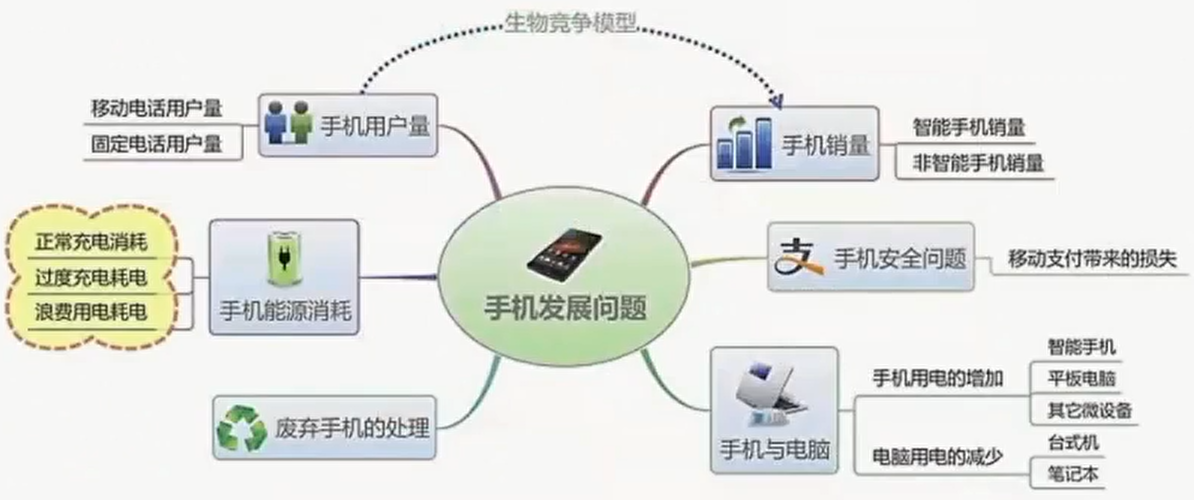 生物竞争模型
移动电话用户量
固定电话用户量
手机用户量
手机销量
智能手机销量
非智能手机销量
正常充电消耗
过度充电耗电
浪费用电耗电
手机能源消耗
手机发展问题
支
手机安全问题
移动支付带来的损失
废弃手机的处理
手机与电脑
手机用电的增加
智能手机
平板电脑
其它微设备
电脑用电的减少
台式机
笔记本